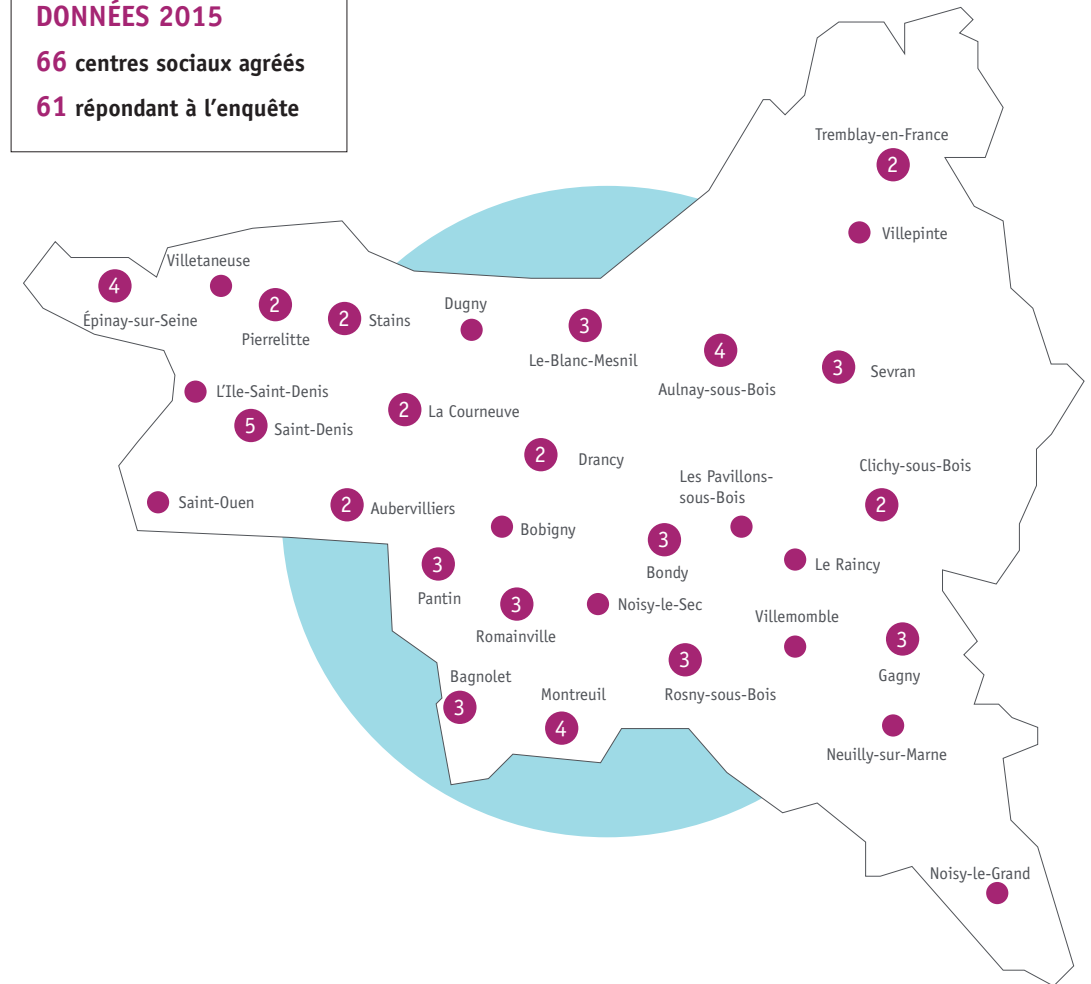 DONNÉES 2015
66 centres sociaux agréés
61 répondant à l'enquête
Tremblay-en-France
2
Villepinte
Villetaneuse
4
Épinay-sur-Seine
2
Pierrelitte
2 Stains
Dugny
3
Le-Blanc-Mesnil
4
Aulnay-sous-Bois
3 Sevran
L'Ile-Saint-Denis
5 Saint-Denis
2 La Courneuve
2 Drancy
Les Pavillons-
sous-Bois
Clichy-sous-Bois
2
Saint-Ouen
2 Aubervilliers
Bobigny
3
Bondy
Le Raincy
3
Pantin
3
Romainville
Noisy-le-Sec
Villemomble
3
Gagny
3
Rosny-sous-Bois
Bagnolet
3
Montreuil
4
Neuilly-sur-Marne
Noisy-le-Grand